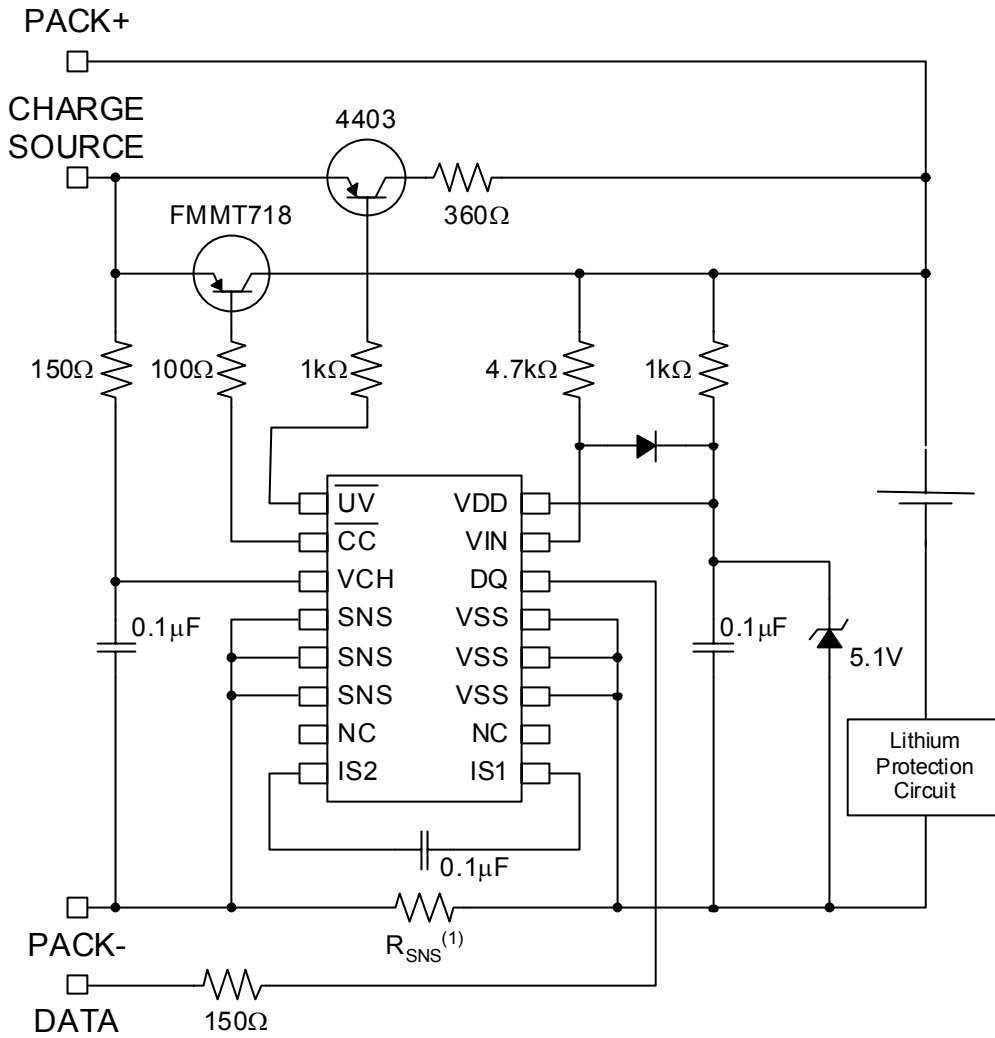 PACK+
CHARGE
SOURCE
4403
360Ω
FMMT718
150Ω
100Ω
1kΩ
4.7kΩ
1kΩ
UV
VDD
CC
VIN
VCH
DQ
SNS
VSS
SNS
VSS
SNS
VSS
NC
NC
IS2
IS1
0.1μF
0.1μF
5.1V
Lithium
Protection
Circuit
0.1μF
PACK-
RSNS(1)
DATA
150Ω